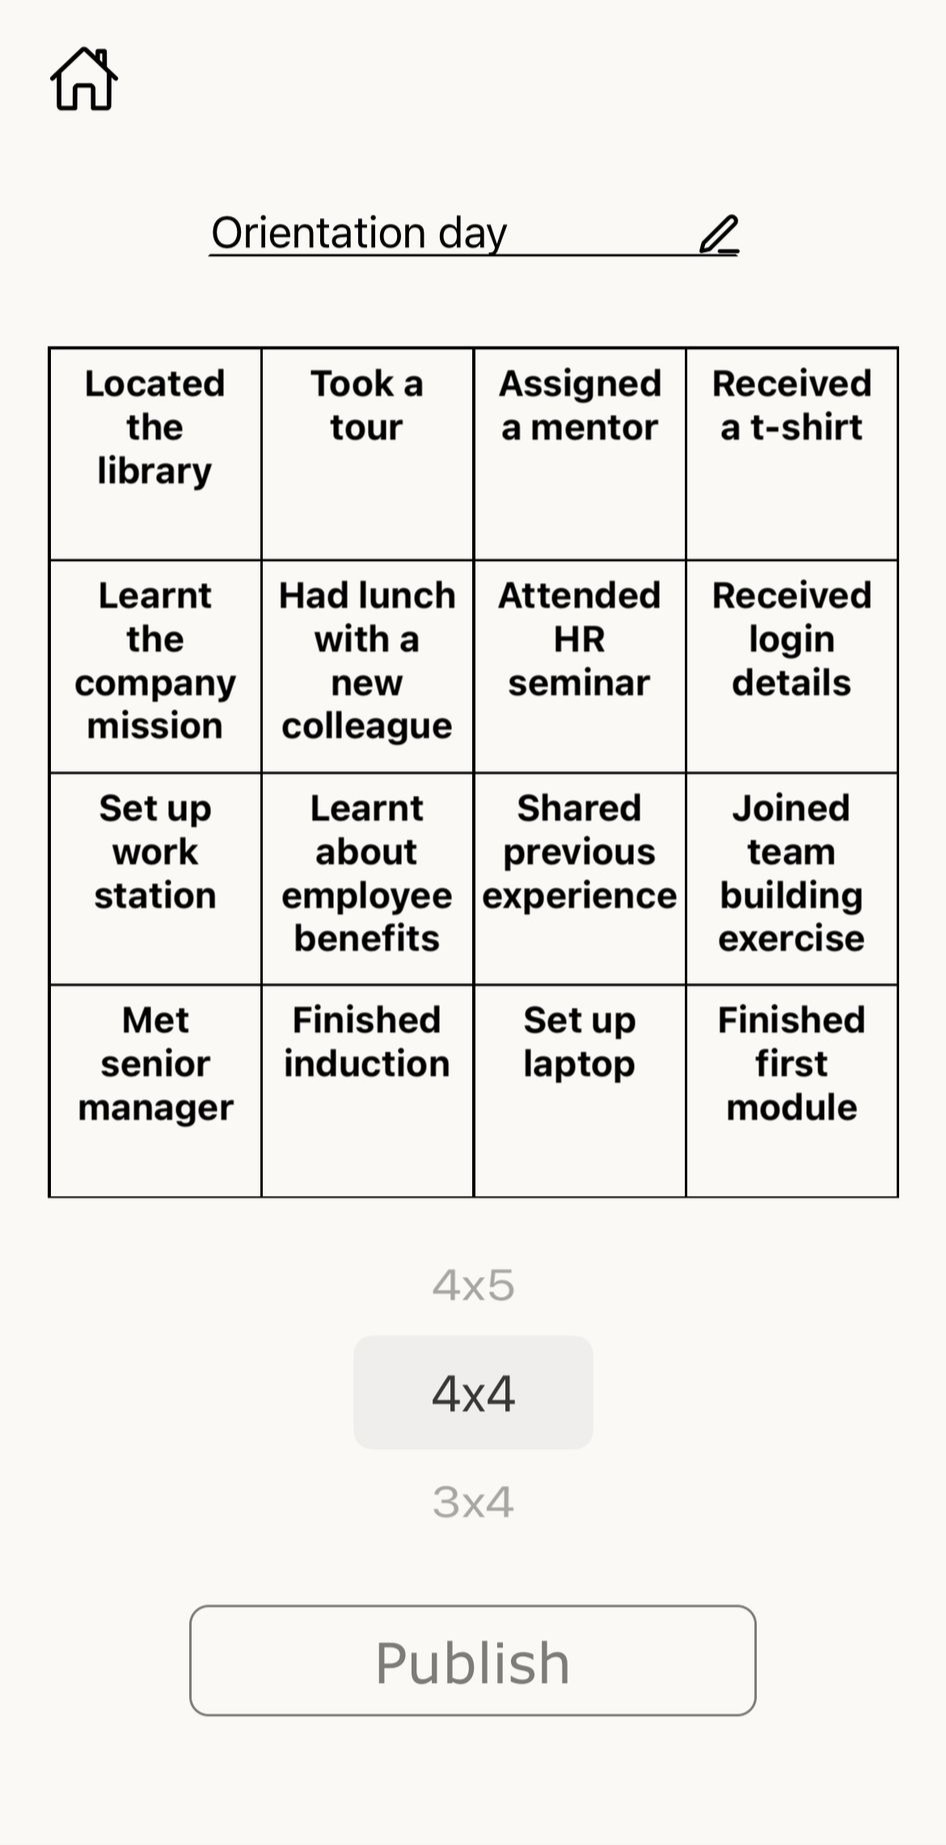 Orientation day
Located
the
library
Took a
tour
Assigned
a mentor
Received
a t-shirt
Learnt
the
company
mission
Had lunch
with a
new
colleague
Attended
HR
seminar
Received
login
details
Set up
work
station
Learnt
about
employee
benefits
Shared
previous
experience
Joined
team
building
exercise
Met
senior
manager
Finished
induction
Set up
laptop
Finished
first
module
4x5
4x4
3x4
Publish